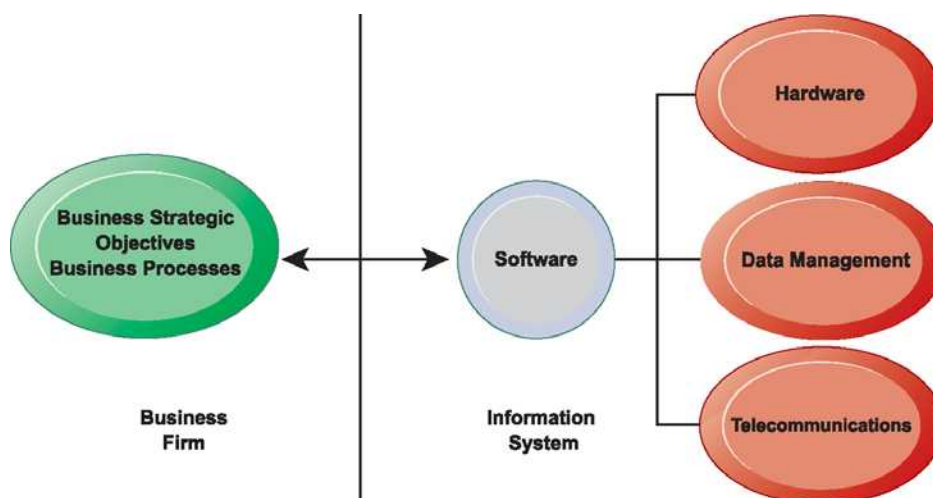 Business Strategic
Objectives
Business Processes
Business
Firm
Software
Information
System
Hardware
Data Management
Telecommunications